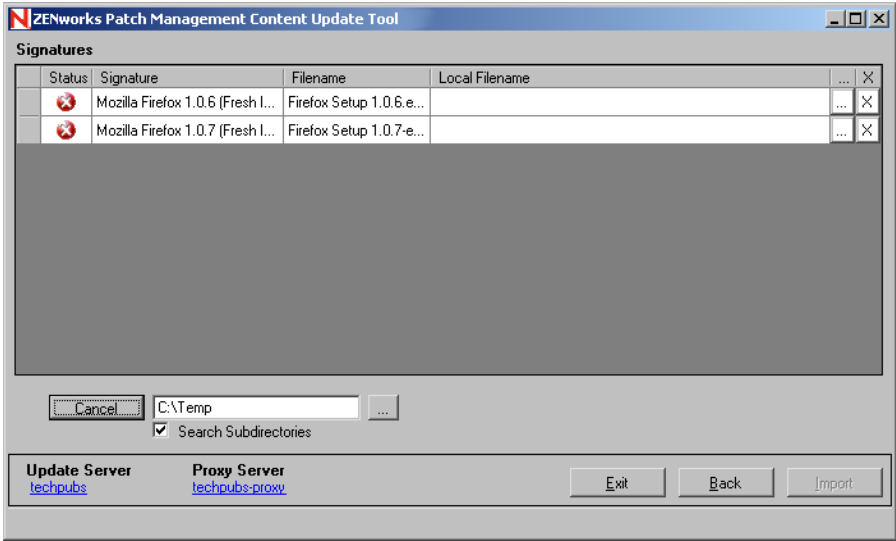 ZENworks Patch Management Content Update Tool
Signatures
Status Signature Filename Local Filename ... X
Mozilla Firefox 1.0.6 (Fresh I... Firefox Setup 1.0.6.e... ... X
Mozilla Firefox 1.0.7 (Fresh I... Firefox Setup 1.0.7-e... ... X
Cancel C:\Temp ...
Search Subdirectories
Update Server Proxy Server
techpubs techpubs-proxy Exit Back Import